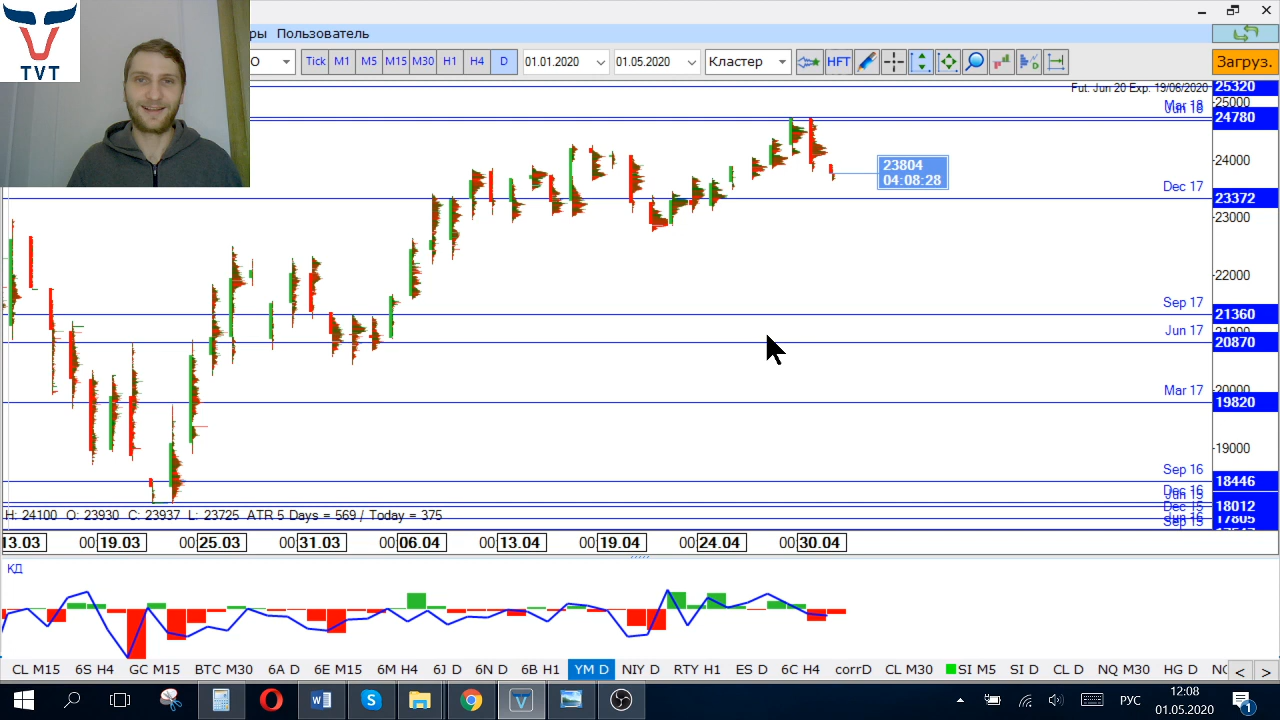 TVT
ры Пользователь
О Tick M1 M5 M15 M30 H1 H4 D 01.01.2020 01.05.2020 Кластер HFT Загруз.
Fut. Jun 20 Exp. 19/06/2020
25320
25000
Mar 18
Jun 18
24780
24000
23804
04:08:28
Dec 17
23372
23000
22000
Sep 17
21360
21000
Jun 17
20870
20000
Mar 17
19820
19000
Sep 16
18446
Dec 16
Jun 15
Dec 15
18012
Jun 16
17805
Sep 15
H: 24100 O: 23930 C: 23937 L: 23725 ATR 5 Days = 569 / Today = 375
13.03 00: 19.03 00: 25.03 00: 31.03 00: 06.04 00: 13.04 00: 19.04 00: 24.04 00: 30.04
КД
CL M15 6S H4 GC M15 BTC M30 6A D 6E M15 6M H4 6J D 6N D 6B H1 YM D NIY D RTY H1 ES D 6C H4 corrD CL M30 SI M5 SI D CL D NQ M30 HG D < >
РУС
12:08
01.05.2020
1